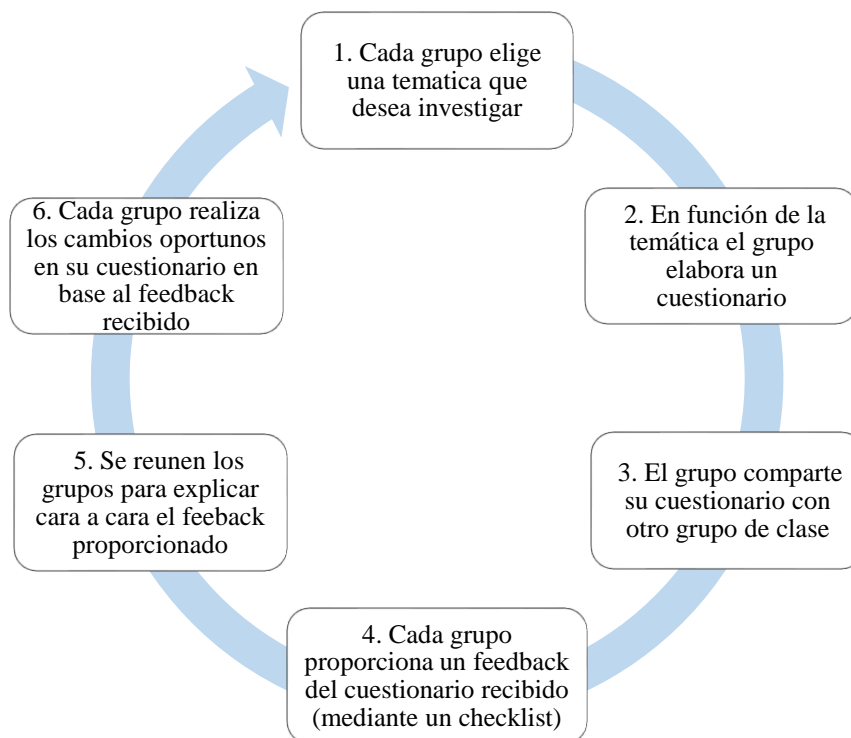 1. Cada grupo elige
una tematica que
desea investigar
2. En función de la
temática el grupo
elabora un
cuestionario
3. El grupo comparte
su cuestionario con
otro grupo de clase
4. Cada grupo
proporciona un feedback
del cuestionario recibido
(mediante un checklist)
5. Se reunen los
grupos para explicar
cara a cara el feeback
proporcionado
6. Cada grupo realiza
los cambios oportunos
en su cuestionario en
base al feedback
recibido